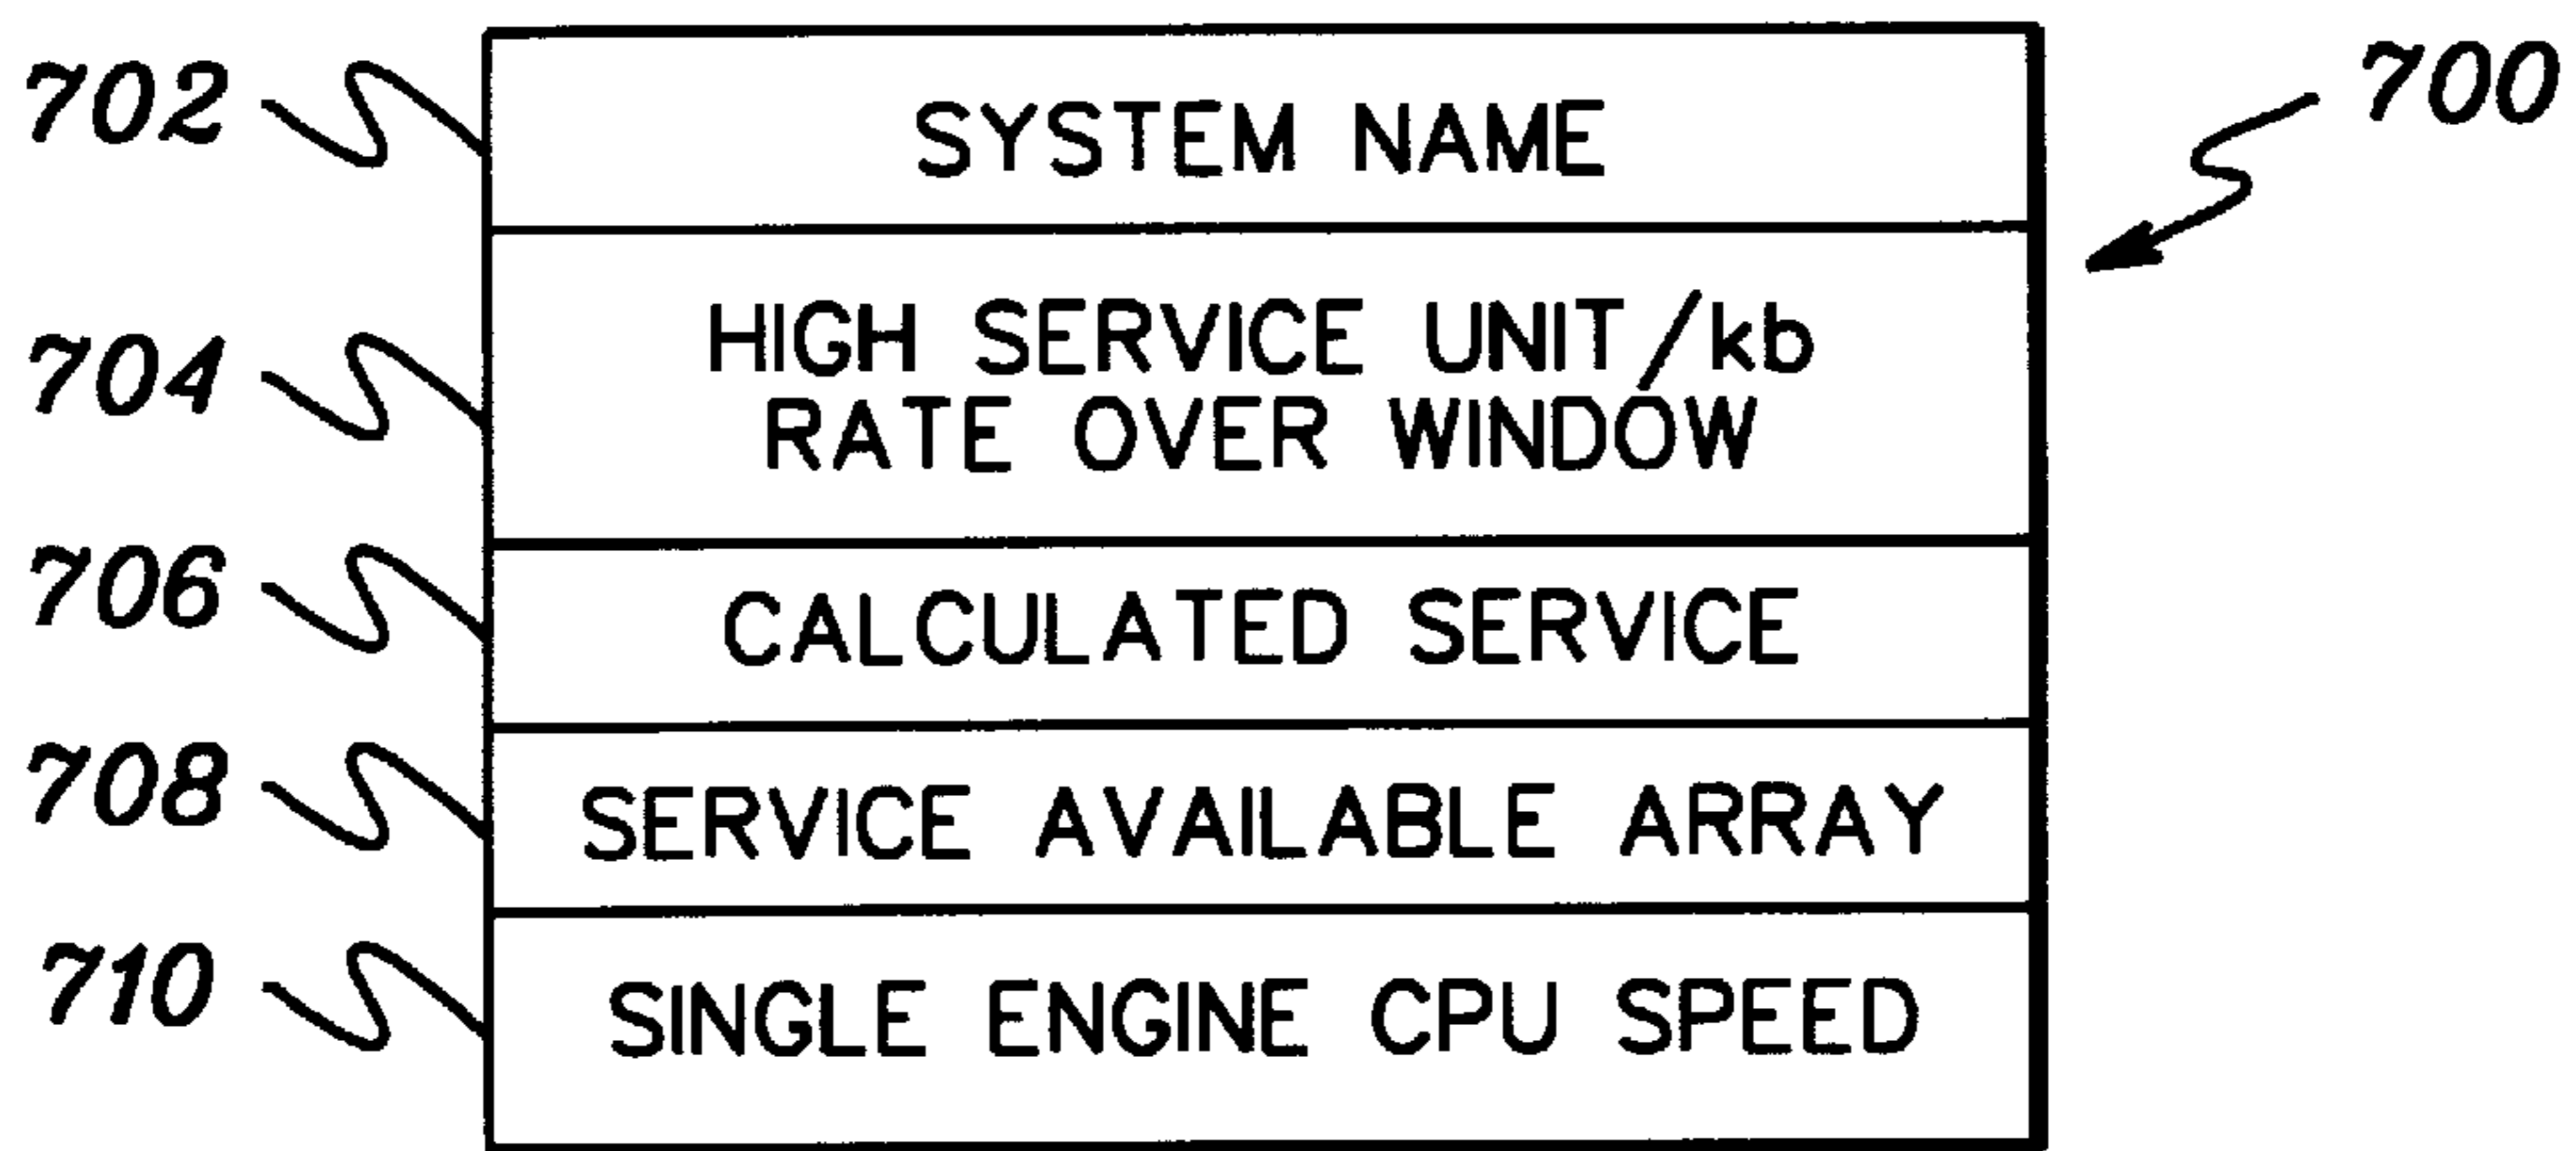 702 SYSTEM NAME 700
704 HIGH SERVICE UNIT/kb
RATE OVER WINDOW
706 CALCULATED SERVICE
708 SERVICE AVAILABLE ARRAY
710 SINGLE ENGINE CPU SPEED